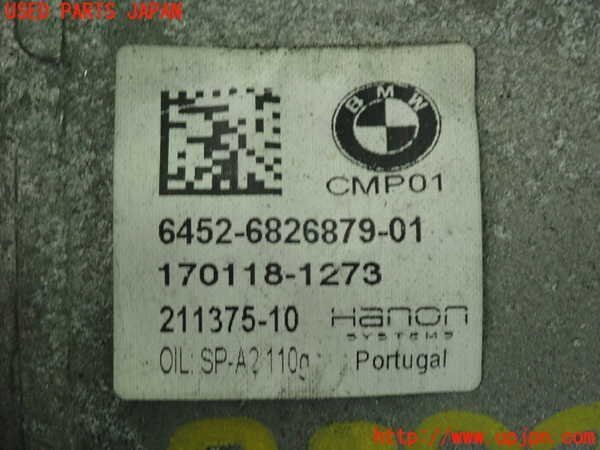 USED PARTS JAPAN
BMW
CMP01
6452-6826879-01
170118-1273
211375-10 Hanon
SYSTEMS
OIL: SP-A2 110g Portugal
http://www.upjpn.com